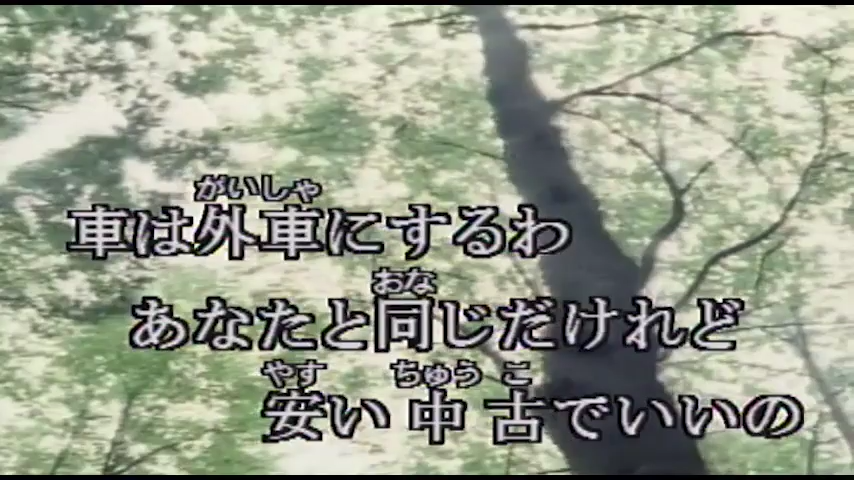 がいしゃ
車は外車にするわ
おな
あなたと同じだけれど
やす ちゅう こ
安い 中 古でいいの